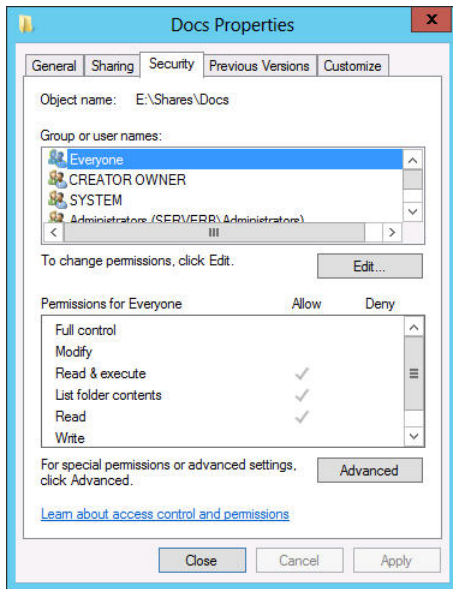 Docs Properties
x
General Sharing Security Previous Versions Customize
Object name: E:\Shares\Docs
Group or user names:
Everyone
CREATOR OWNER
SYSTEM
Administrators (SERVERB\Administrators)
To change permissions, click Edit.
Edit...
Permissions for Everyone Allow Deny
Full control
Modify
Read & execute
List folder contents
Read
Write
For special permissions or advanced settings,
click Advanced.
Advanced
Learn about access control and permissions
Close Cancel Apply